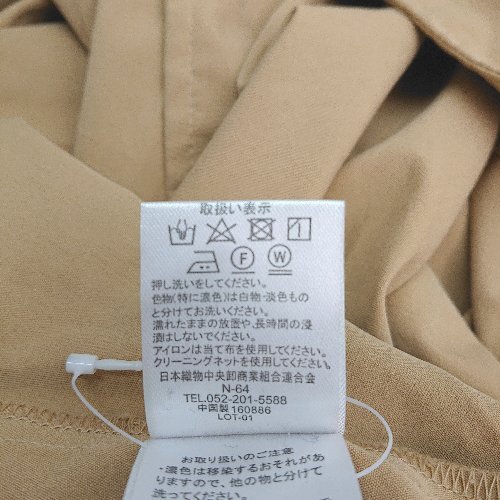 取扱い表示
F
W
押し洗いをしてください。
色物(特に濃色)は白物・淡色もの
と分けてお洗いください。
濡れたままの放置や、長時間の浸
漬はしないでください。
アイロンは当て布を使用してください。
クリーニングネットを使用してください。
日本織物中央卸商業組合連合会
N-64
TEL.052-201-5588
中国製 160886
LOT-01
お取り扱いのご注意
・濃色は移染するおそれがあ
りますので、他の物と分けて
洗ってください。